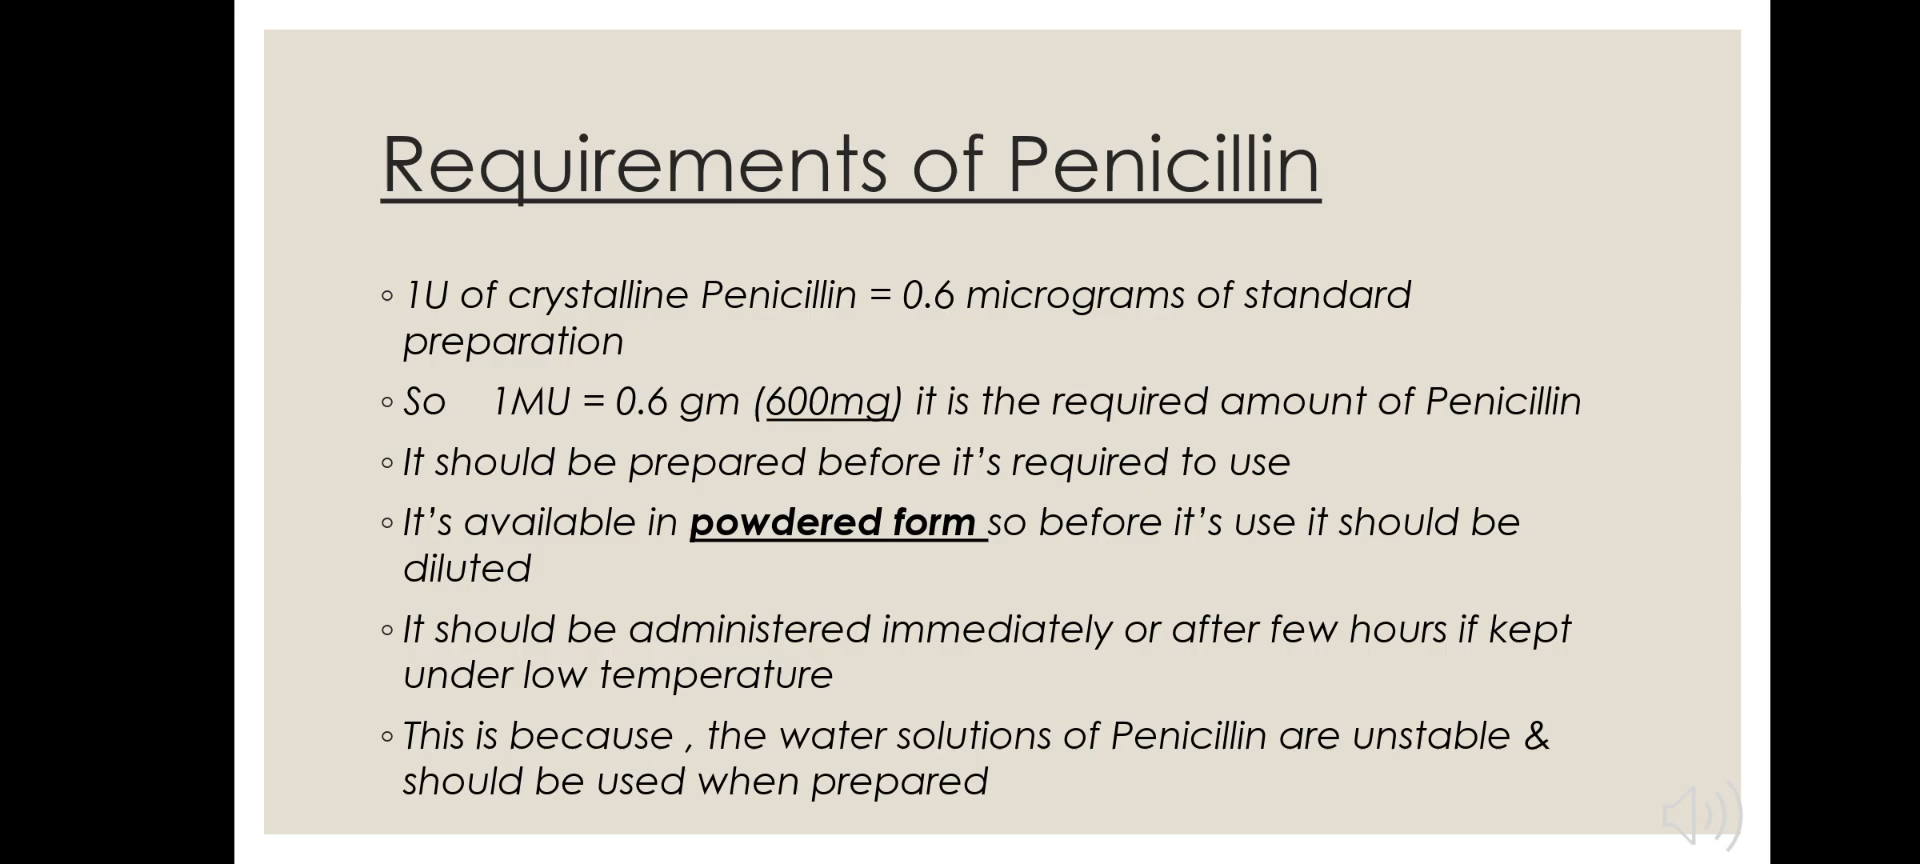 Requirements of Penicillin
◦ 1U of crystalline Penicillin = 0.6 micrograms of standard
preparation
◦ So 1MU = 0.6 gm (600mg) it is the required amount of Penicillin
◦ It should be prepared before it’s required to use
◦ It’s available in powdered form so before it’s use it should be
diluted
◦ It should be administered immediately or after few hours if kept
under low temperature
◦ This is because , the water solutions of Penicillin are unstable &
should be used when prepared